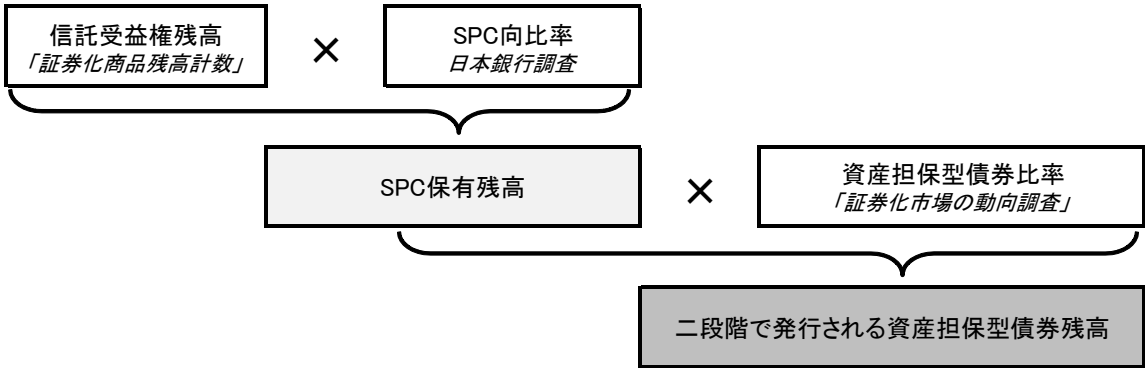 信託受益権残高
「証券化商品残高計数」
×
SPC向比率
日本銀行調査
SPC保有残高
×
資産担保型債券比率
「証券化市場の動向調査」
二段階で発行される資産担保型債券残高